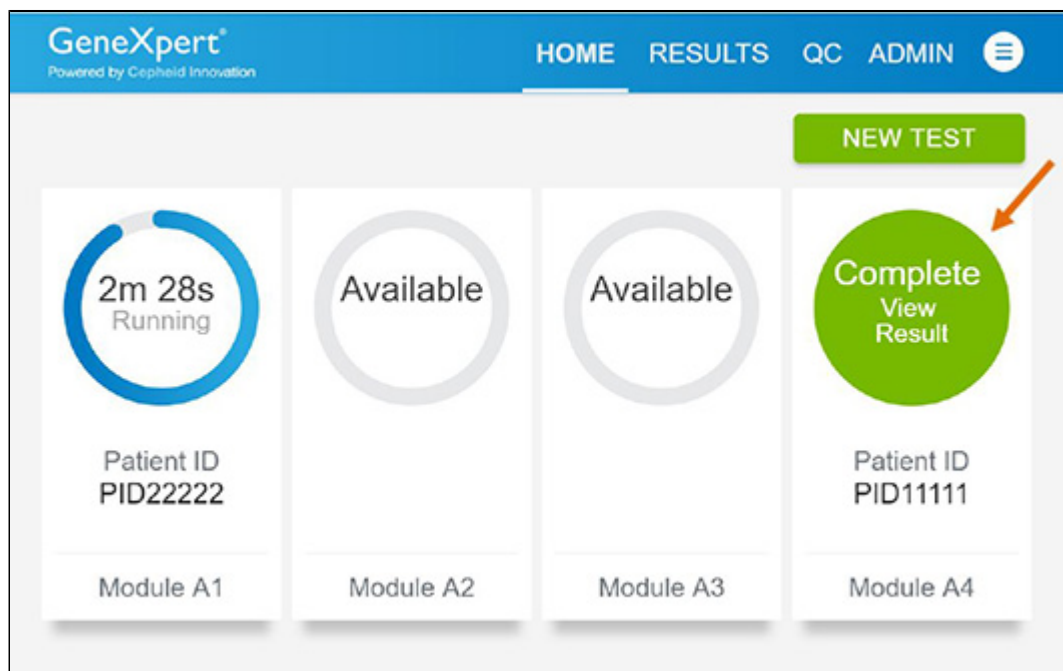 GeneXpert®
Powered by Cepheid Innovation
HOME RESULTS QC ADMIN
NEW TEST
2m 28s
Running
Patient ID
PID22222
Module A1
Available
Module A2
Available
Module A3
Complete
View
Result
Patient ID
PID11111
Module A4